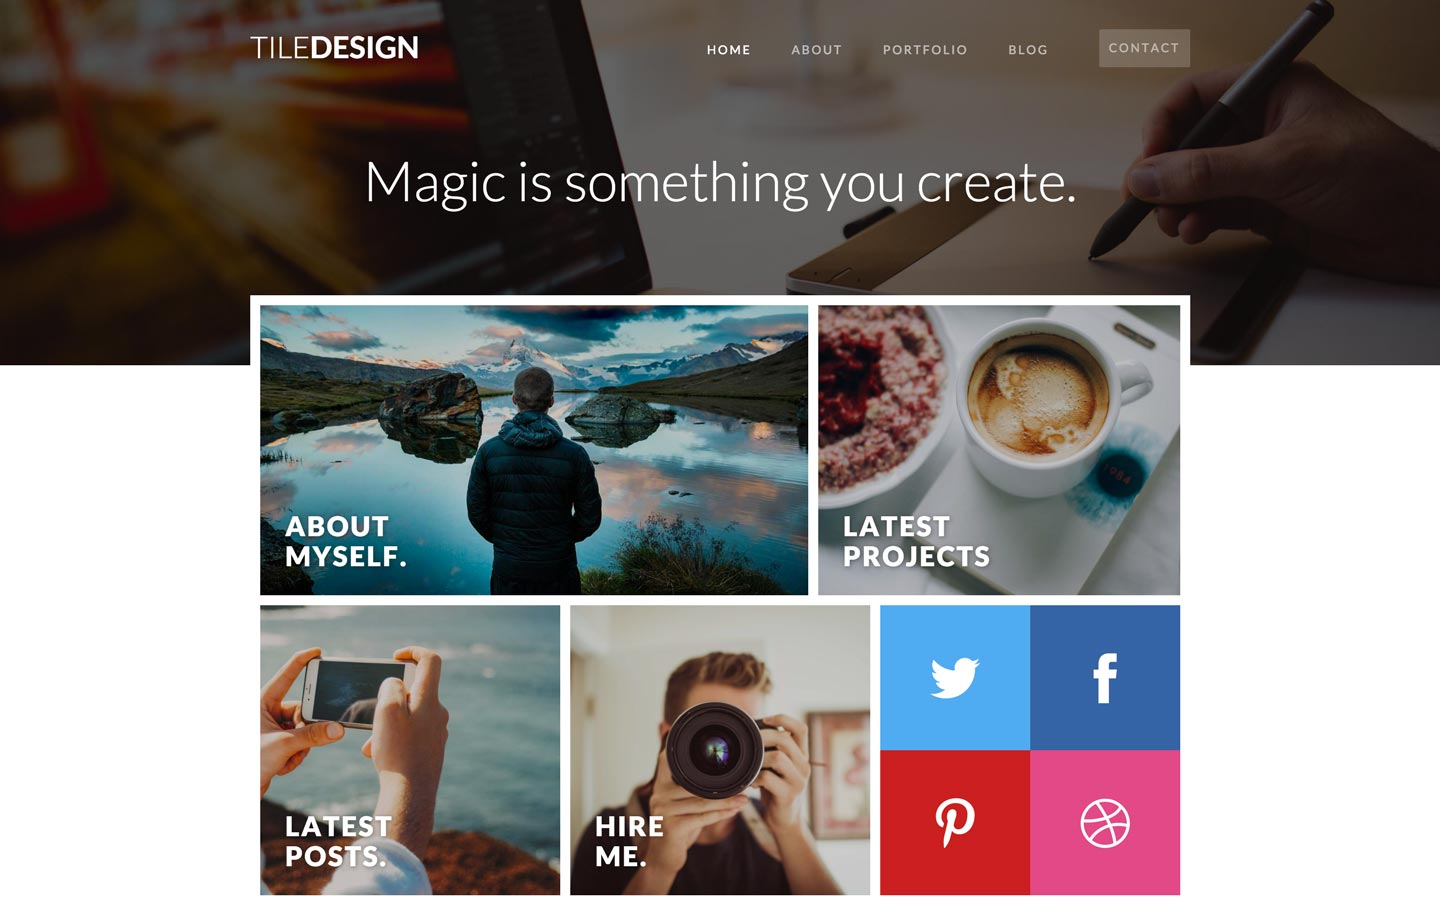 TILEDESIGN
HOME ABOUT PORTFOLIO BLOG CONTACT
Magic is something you create.
1984
ABOUT
MYSELF.
LATEST
PROJECTS
LATEST
POSTS.
HIRE
ME.